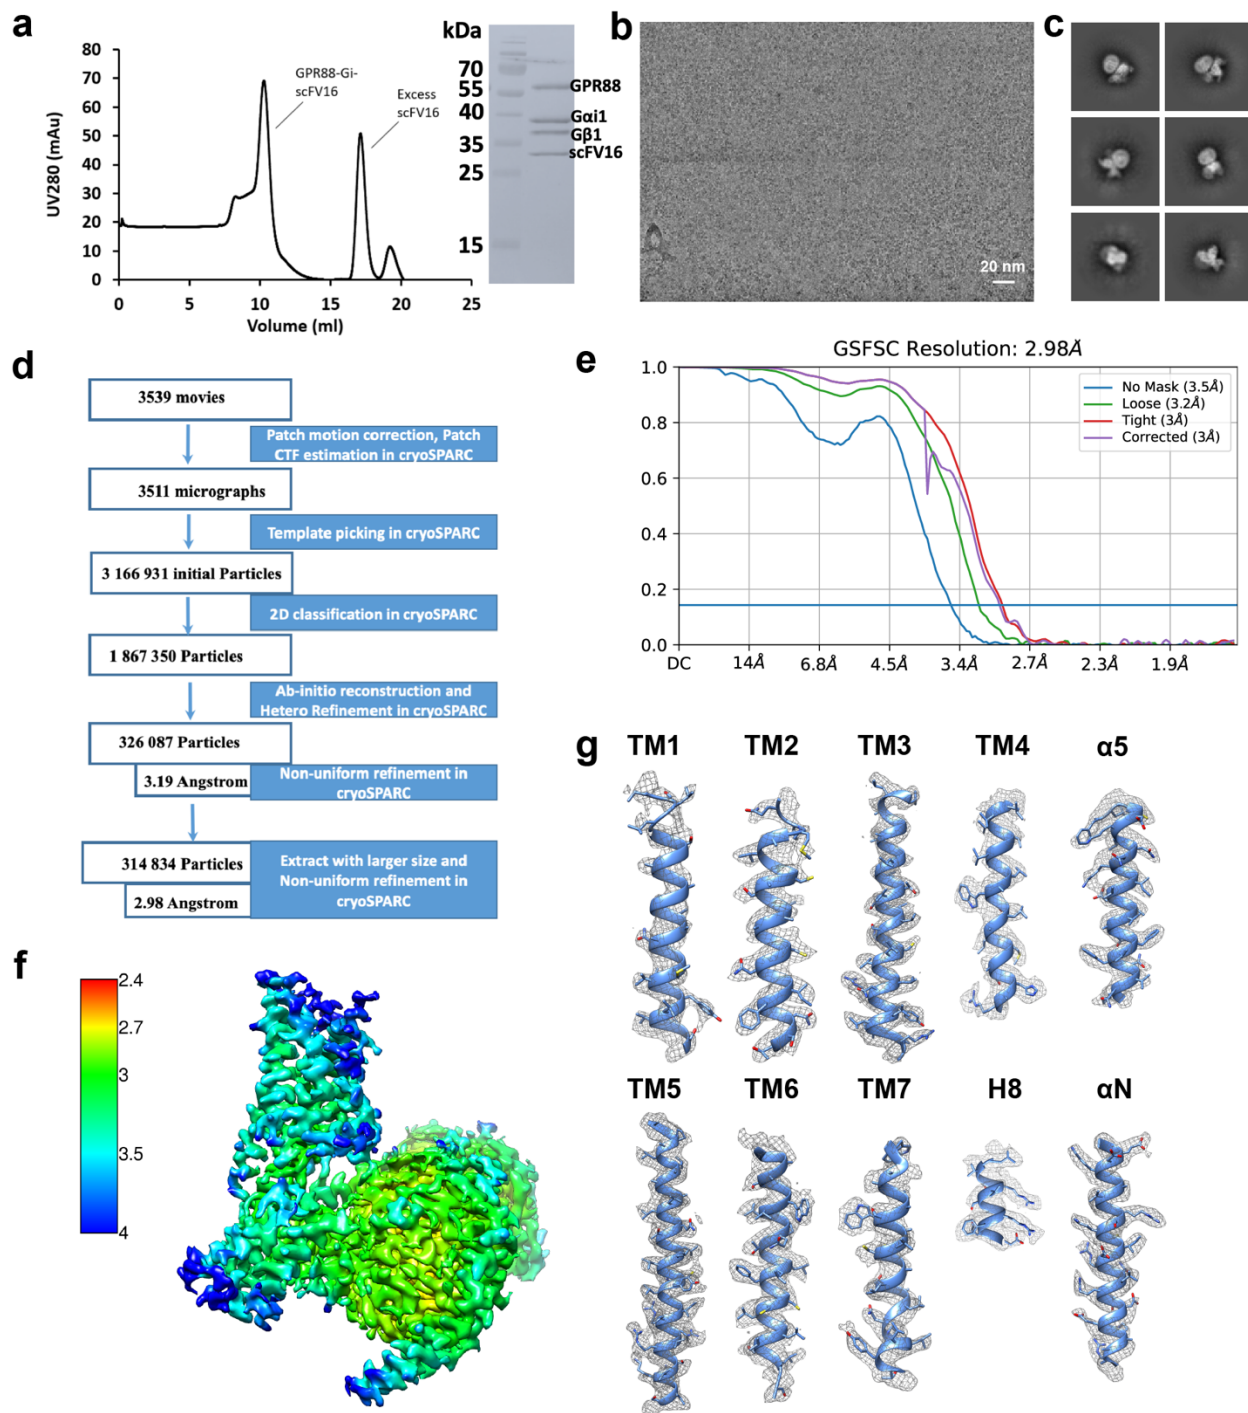 a
UV280 (mAu)
80
70
60
50
40
30
20
10
0
0
5
10
15
20
25
Volume (ml)
GPR88-Gi-
scFV16
Excess
scFV16
kDa
70
55
40
35
25
15
GPR88
Gαi1
Gβ1
scFV16
b
20 nm
c
d
3539 movies
Patch motion correction, Patch
CTF estimation in cryoSPARC
3511 micrographs
Template picking in cryoSPARC
3 166 931 initial Particles
2D classification in cryoSPARC
1 867 350 Particles
Ab-initio reconstruction and
Hetero Refinement in cryoSPARC
326 087 Particles
3.19 Angstrom
Non-uniform refinement in
cryoSPARC
314 834 Particles
2.98 Angstrom
Extract with larger size and
Non-uniform refinement in
cryoSPARC
e
GSFSC Resolution: 2.98Å
1.0
0.8
0.6
0.4
0.2
0.0
DC
14Å
6.8Å
4.5Å
3.4Å
2.7Å
2.3Å
1.9Å
No Mask (3.5Å)
Loose (3.2Å)
Tight (3Å)
Corrected (3Å)
f
2.4
2.7
3
3.5
4
g
TM1
TM2
TM3
TM4
α5
TM5
TM6
TM7
H8
αN